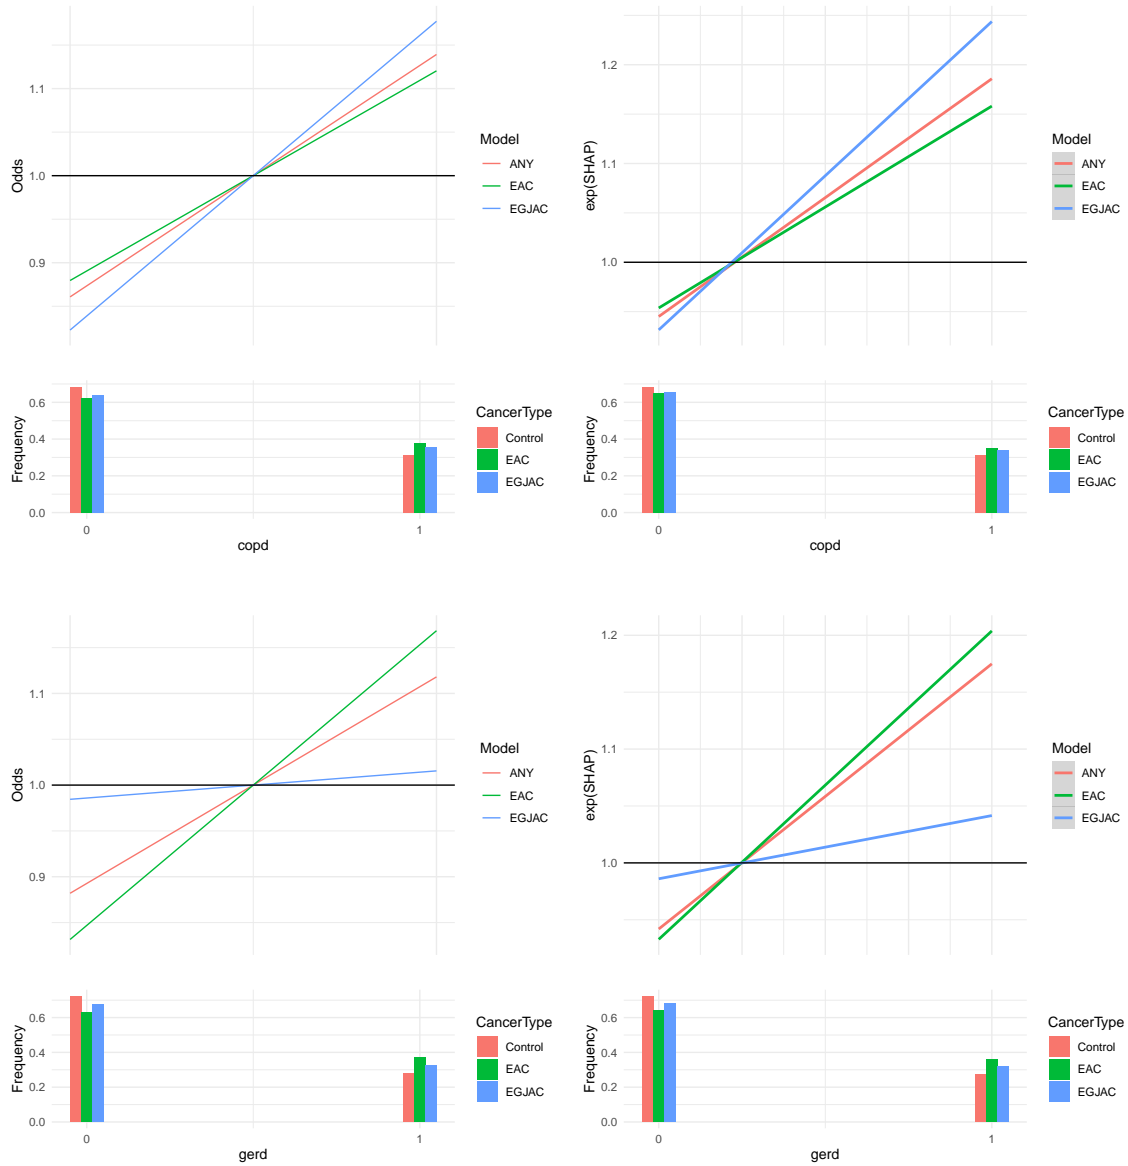 Odds
1.1
1.0
0.9
Model
ANY
EAC
EGJAC
Frequency
0.6
0.4
0.2
0.0
0
1
copd
CancerType
Control
EAC
EGJAC
exp(SHAP)
1.2
1.1
1.0
Model
ANY
EAC
EGJAC
Frequency
0.6
0.4
0.2
0.0
0
1
copd
CancerType
Control
EAC
EGJAC
Odds
1.1
1.0
0.9
Model
ANY
EAC
EGJAC
Frequency
0.6
0.4
0.2
0.0
0
1
gerd
CancerType
Control
EAC
EGJAC
exp(SHAP)
1.2
1.1
1.0
Model
ANY
EAC
EGJAC
Frequency
0.6
0.4
0.2
0.0
0
1
gerd
CancerType
Control
EAC
EGJAC